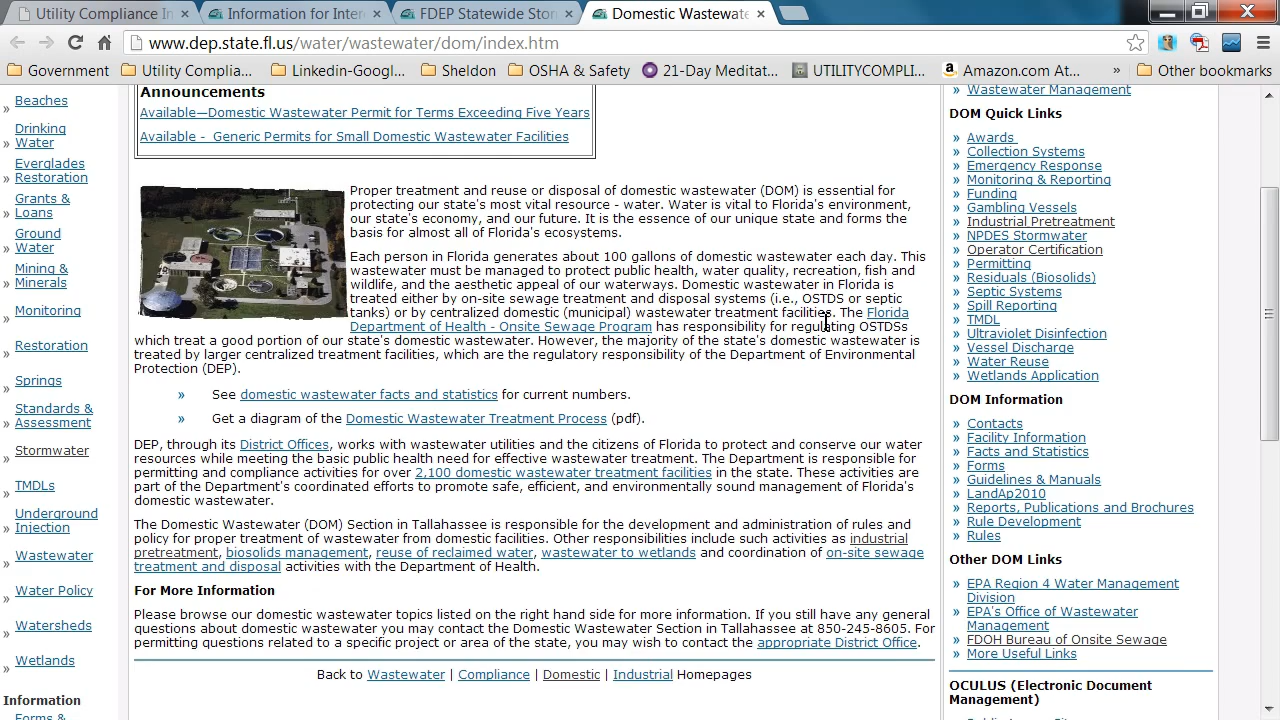 Utility Compliance In
Information for Inter
FDEP Statewide Stor
Domestic Wastewate
www.dep.state.fl.us/water/wastewater/dom/index.htm
Government
Utility Complia...
Linkedin-Googl...
Sheldon
OSHA & Safety
21-Day Meditat...
UTILITYCOMPLI...
Amazon.com At...
»
Other bookmarks
» Beaches
» Drinking
Water
» Everglades
Restoration
» Grants &
Loans
» Ground
Water
» Mining &
Minerals
» Monitoring
» Restoration
» Springs
» Standards &
Assessment
» Stormwater
» TMDLs
» Underground
Injection
» Wastewater
» Water Policy
» Watersheds
» Wetlands
Information
Forms &
Announcements
Available—Domestic Wastewater Permit for Terms Exceeding Five Years
Available - Generic Permits for Small Domestic Wastewater Facilities
Proper treatment and reuse or disposal of domestic wastewater (DOM) is essential for
protecting our state's most vital resource - water. Water is vital to Florida's environment,
our state's economy, and our future. It is the essence of our unique state and forms the
basis for almost all of Florida's ecosystems.
Each person in Florida generates about 100 gallons of domestic wastewater each day. This
wastewater must be managed to protect public health, water quality, recreation, fish and
wildlife, and the aesthetic appeal of our waterways. Domestic wastewater in Florida is
treated either by on-site sewage treatment and disposal systems (i.e., OSTDS or septic
tanks) or by centralized domestic (municipal) wastewater treatment facilities. The Florida
Department of Health - Onsite Sewage Program has responsibility for regulating OSTDSs
which treat a good portion of our state's domestic wastewater. However, the majority of the state's domestic wastewater is
treated by larger centralized treatment facilities, which are the regulatory responsibility of the Department of Environmental
Protection (DEP).
» See domestic wastewater facts and statistics for current numbers.
» Get a diagram of the Domestic Wastewater Treatment Process (pdf).
DEP, through its District Offices, works with wastewater utilities and the citizens of Florida to protect and conserve our water
resources while meeting the basic public health need for effective wastewater treatment. The Department is responsible for
permitting and compliance activities for over 2,100 domestic wastewater treatment facilities in the state. These activities are
part of the Department's coordinated efforts to promote safe, efficient, and environmentally sound management of Florida's
domestic wastewater.
The Domestic Wastewater (DOM) Section in Tallahassee is responsible for the development and administration of rules and
policy for proper treatment of wastewater from domestic facilities. Other responsibilities include such activities as industrial
pretreatment, biosolids management, reuse of reclaimed water, wastewater to wetlands and coordination of on-site sewage
treatment and disposal activities with the Department of Health.
For More Information
Please browse our domestic wastewater topics listed on the right hand side for more information. If you still have any general
questions about domestic wastewater you may contact the Domestic Wastewater Section in Tallahassee at 850-245-8605. For
permitting questions related to a specific project or area of the state, you may wish to contact the appropriate District Office.
Back to Wastewater | Compliance | Domestic | Industrial Homepages
Wastewater Management
DOM Quick Links
» Awards
» Collection Systems
» Emergency Response
» Monitoring & Reporting
» Funding
» Gambling Vessels
» Industrial Pretreatment
» NPDES Stormwater
» Operator Certification
» Permitting
» Residuals (Biosolids)
» Septic Systems
» Spill Reporting
» TMDL
» Ultraviolet Disinfection
» Vessel Discharge
» Water Reuse
» Wetlands Application
DOM Information
» Contacts
» Facility Information
» Facts and Statistics
» Forms
» Guidelines & Manuals
» LandAp2010
» Reports, Publications and Brochures
» Rule Development
» Rules
Other DOM Links
» EPA Region 4 Water Management
Division
» EPA's Office of Wastewater
Management
» FDOH Bureau of Onsite Sewage
» More Useful Links
OCULUS (Electronic Document
Management)